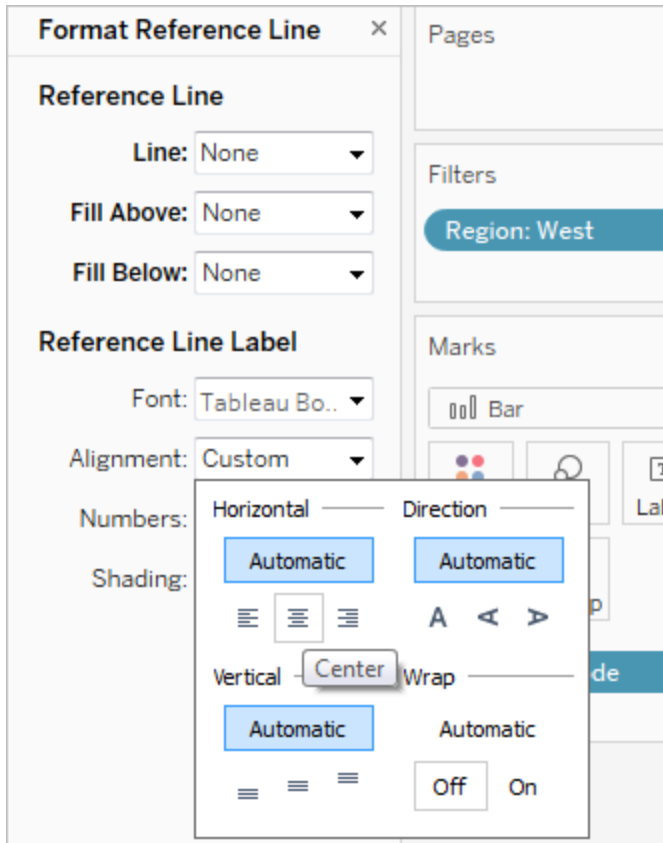 Format Reference Line ×
Reference Line
Line: None
Fill Above: None
Fill Below: None
Reference Line Label
Font: Tableau Bo..
Alignment: Custom
Numbers:
Shading:
Horizontal
Automatic
Center
Direction
Automatic
A A A
Vertical
Automatic
Wrap
Automatic
Off On
Pages
Filters
Region: West
Marks
Bar
T
Lal
p
de